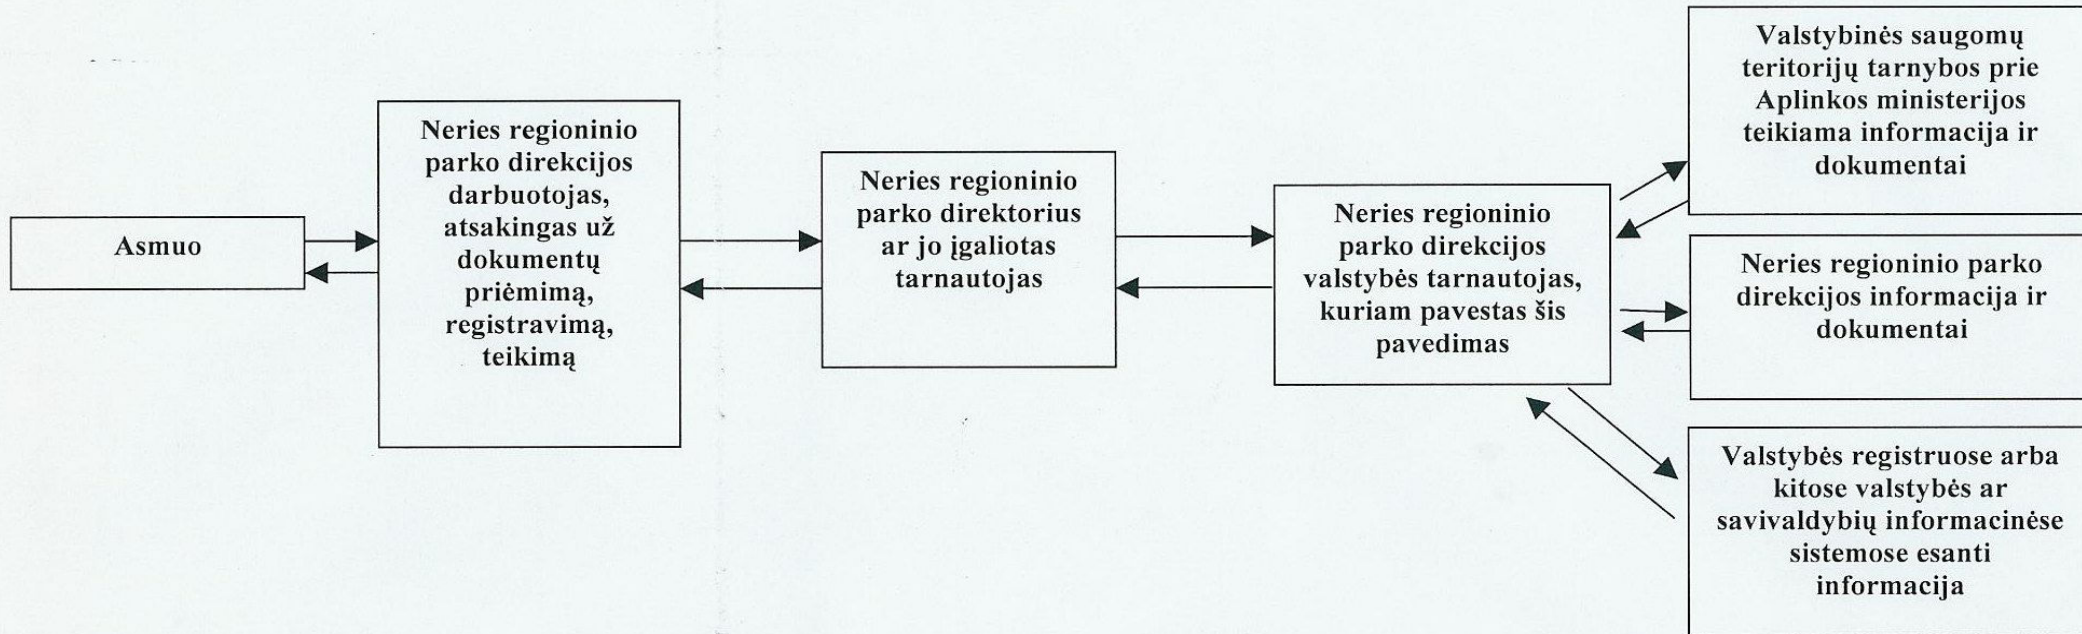 Asmuo
Neries regioninio
parko direkcijos
darbuotojas,
atsakingas už
dokumentų
priėmimą,
registravimą,
teikimą
Neries regioninio
parko direktorius
ar jo įgaliotas
tarnautojas
Neries regioninio
parko direkcijos
valstybės tarnautojas,
kuriam pavestas šis
pavedimas
Valstybinės saugomų
teritorijų tarnybos prie
Aplinkos ministerijos
teikiama informacija ir
dokumentai
Neries regioninio parko
direkcijos informacija ir
dokumentai
Valstybės registruose arba
kitose valstybės ar
savivaldybių informacinėse
sistemose esanti
informacija